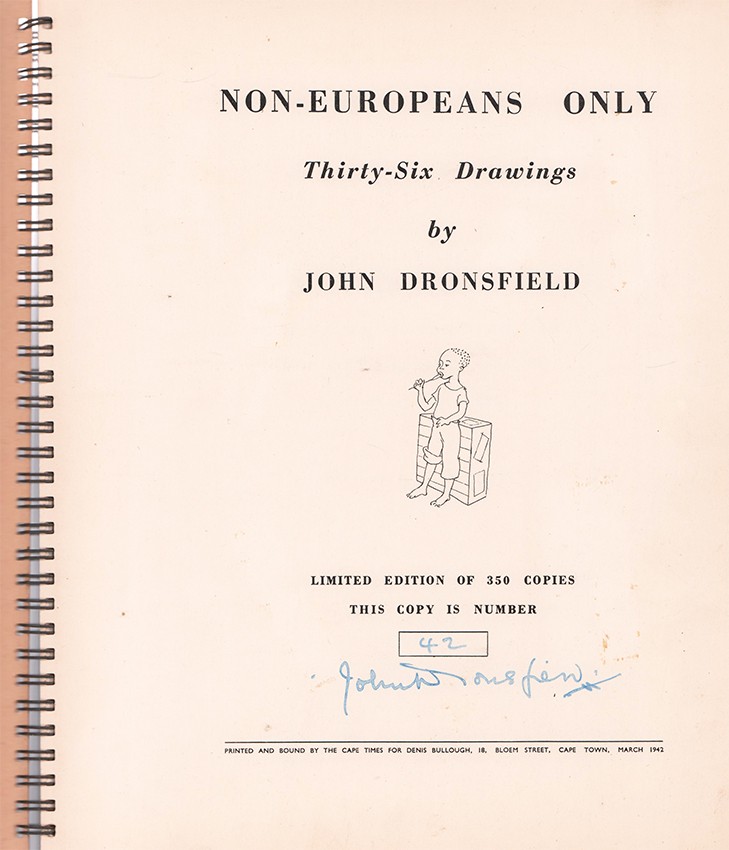 NON-EUROPEANS ONLY
Thirty-Six Drawings
by
JOHN DRONSFIELD
LIMITED EDITION OF 350 COPIES
THIS COPY IS NUMBER
42
John Dronsfield
PRINTED AND BOUND BY THE CAPE TIMES FOR DENIS BULLOUGH, 18, BLOEM STREET, CAPE TOWN, MARCH 1942